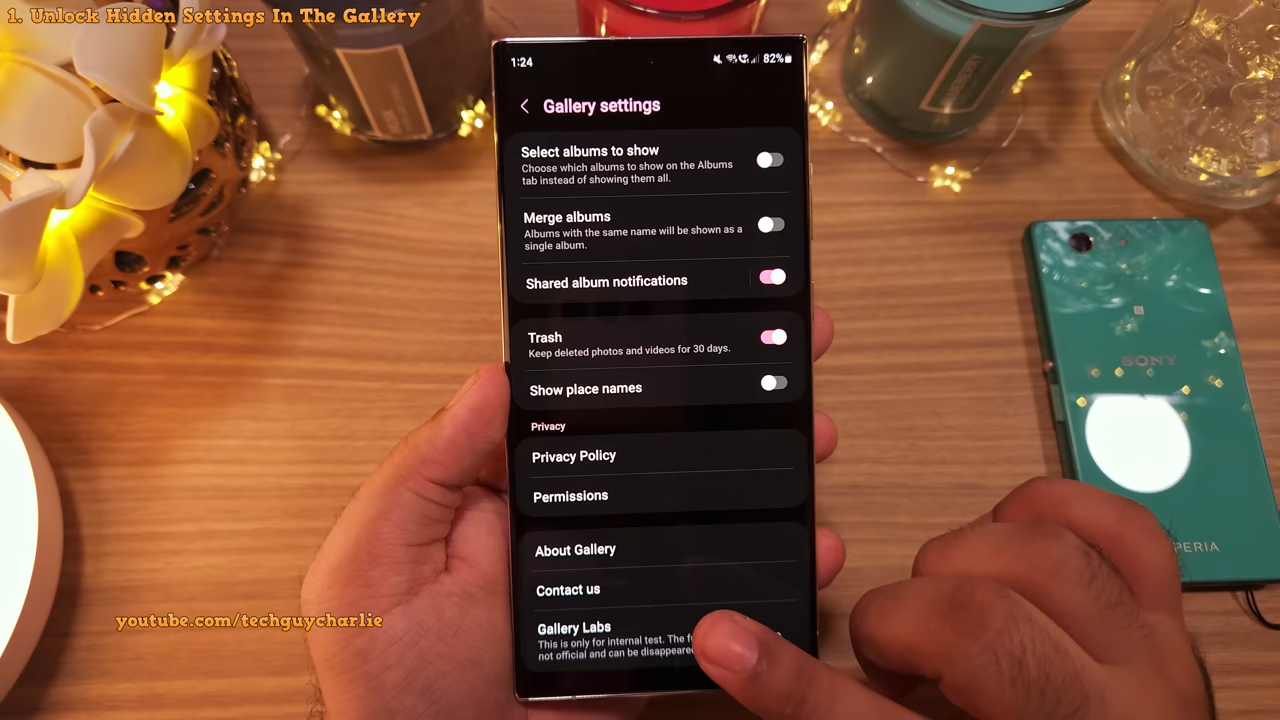 1. Unlock Hidden Settings In The Gallery
1:24
82%
Gallery settings
Select albums to show
Choose which albums to show on the Albums
tab instead of showing them all.
Merge albums
Albums with the same name will be shown as a
single album.
Shared album notifications
Trash
Keep deleted photos and videos for 30 days.
Show place names
Privacy
Privacy Policy
Permissions
About Gallery
Contact us
Gallery Labs
This is only for internal test. The
not official and can be disappeared
SONY
youtube.com/techguycharlie